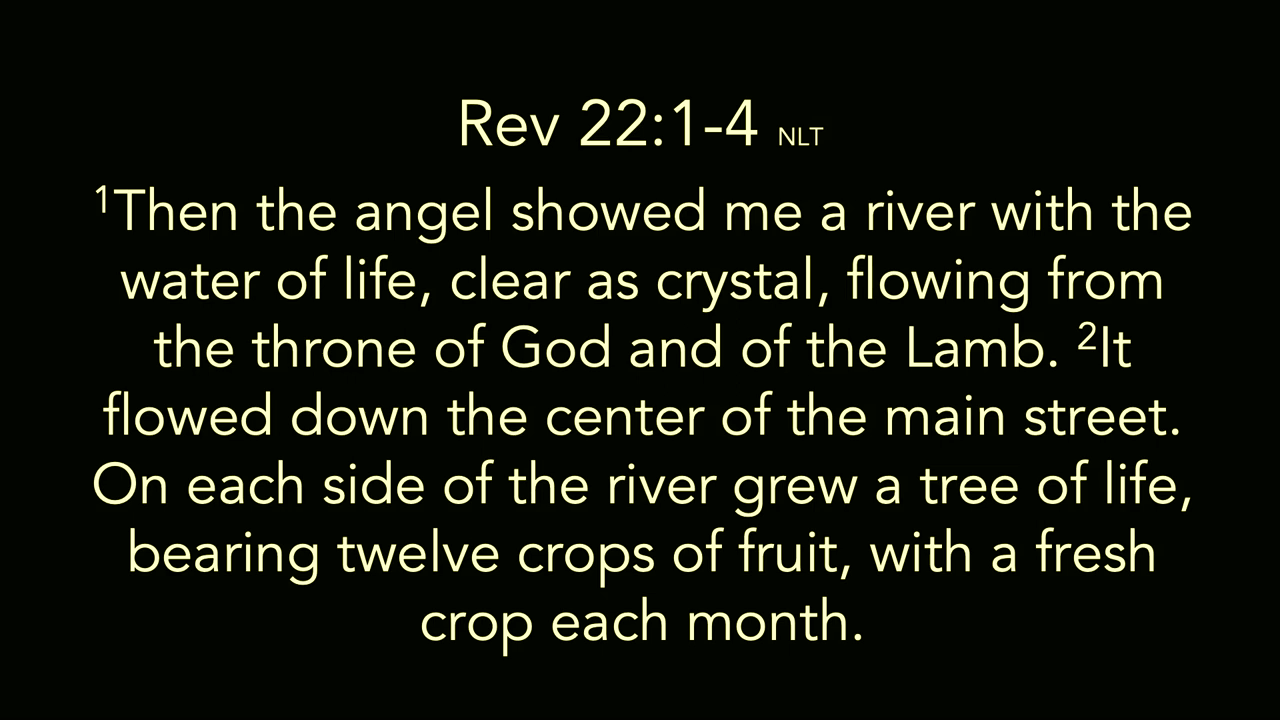 Rev 22:1-4 NLT
¹Then the angel showed me a river with the
water of life, clear as crystal, flowing from
the throne of God and of the Lamb. ²It
flowed down the center of the main street.
On each side of the river grew a tree of life,
bearing twelve crops of fruit, with a fresh
crop each month.